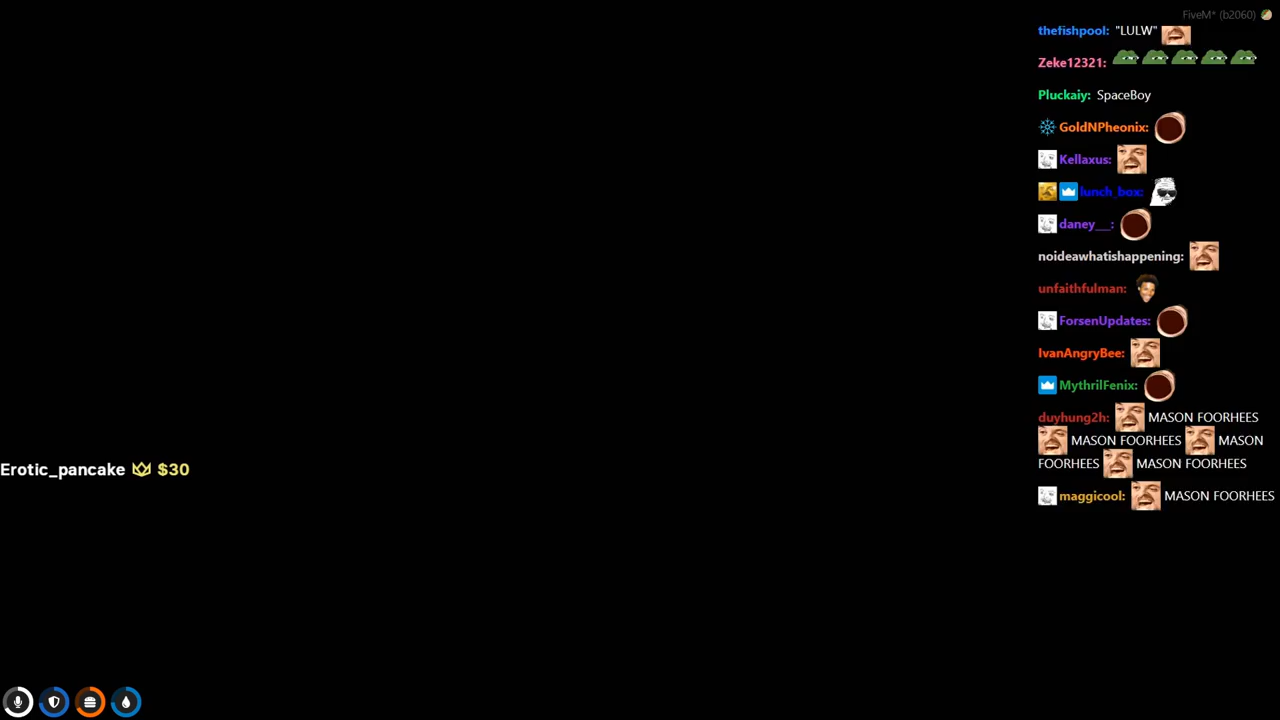 FiveM* (b2060)
thefishpool: "LULW"
Zeke12321:
Pluckaiy: SpaceBoy
GoldNPheonix:
Kellaxus:
lunch_box:
daney__:
noideawhatishappening:
unfaithfulman:
ForsenUpdates:
IvanAngryBee:
MythrilFenix:
duyhung2h: MASON FOORHEES
MASON FOORHEES MASON
FOORHEES MASON FOORHEES
Erotic_pancake $30
maggicool: MASON FOORHEES